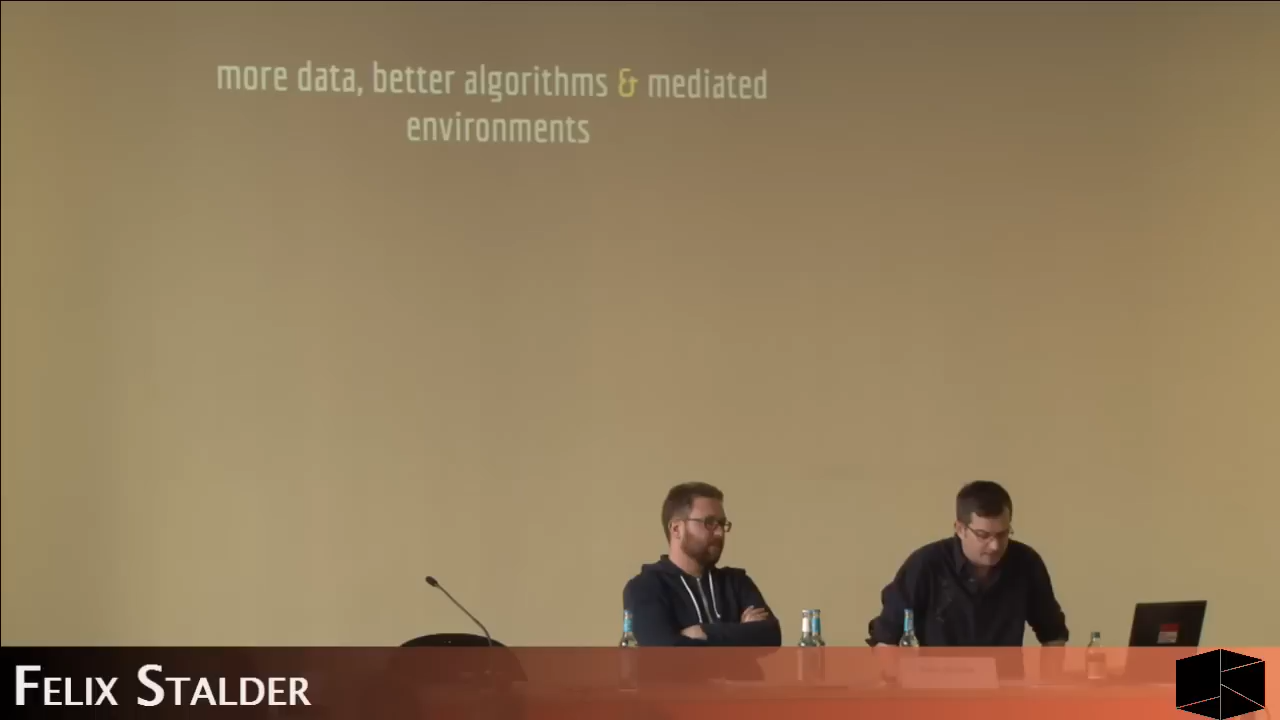 more data, better algorithms & mediated
environments
FELIX STALDER